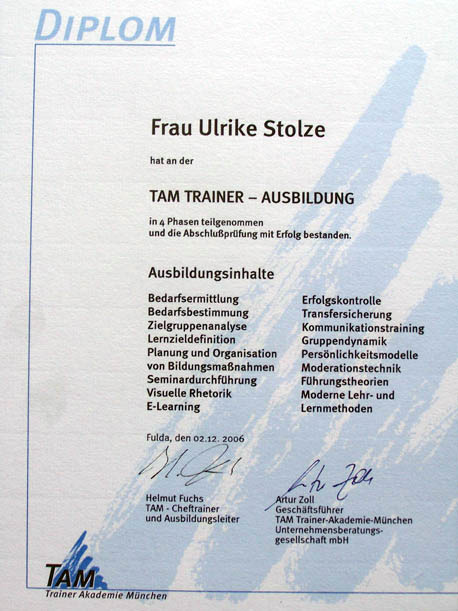 DIPLOM
Frau Ulrike Stolze
hat an der
TAM TRAINER – AUSBILDUNG
in 4 Phasen teilgenommen
und die Abschlußprüfung mit Erfolg bestanden.
Ausbildungsinhalte
Bedarfsermittlung
Bedarfsbestimmung
Zielgruppenanalyse
Lernzieldefinition
Planung und Organisation
von Bildungsmaßnahmen
Seminardurchführung
Visuelle Rhetorik
E-Learning
Erfolgskontrolle
Transfersicherung
Kommunikationstraining
Gruppendynamik
Persönlichkeitsmodelle
Moderationstechnik
Führungstheorien
Moderne Lehr- und
Lernmethoden
Fulda, den 02.12. 2006
Helmut Fuchs
TAM - Cheftrainer
und Ausbildungsleiter
Artur Zoll
Artur Zoll
Geschäftsführer
TAM Trainer-Akademie-München
Unternehmensberatungs-
gesellschaft mbH
TAM
Trainer Akademie München